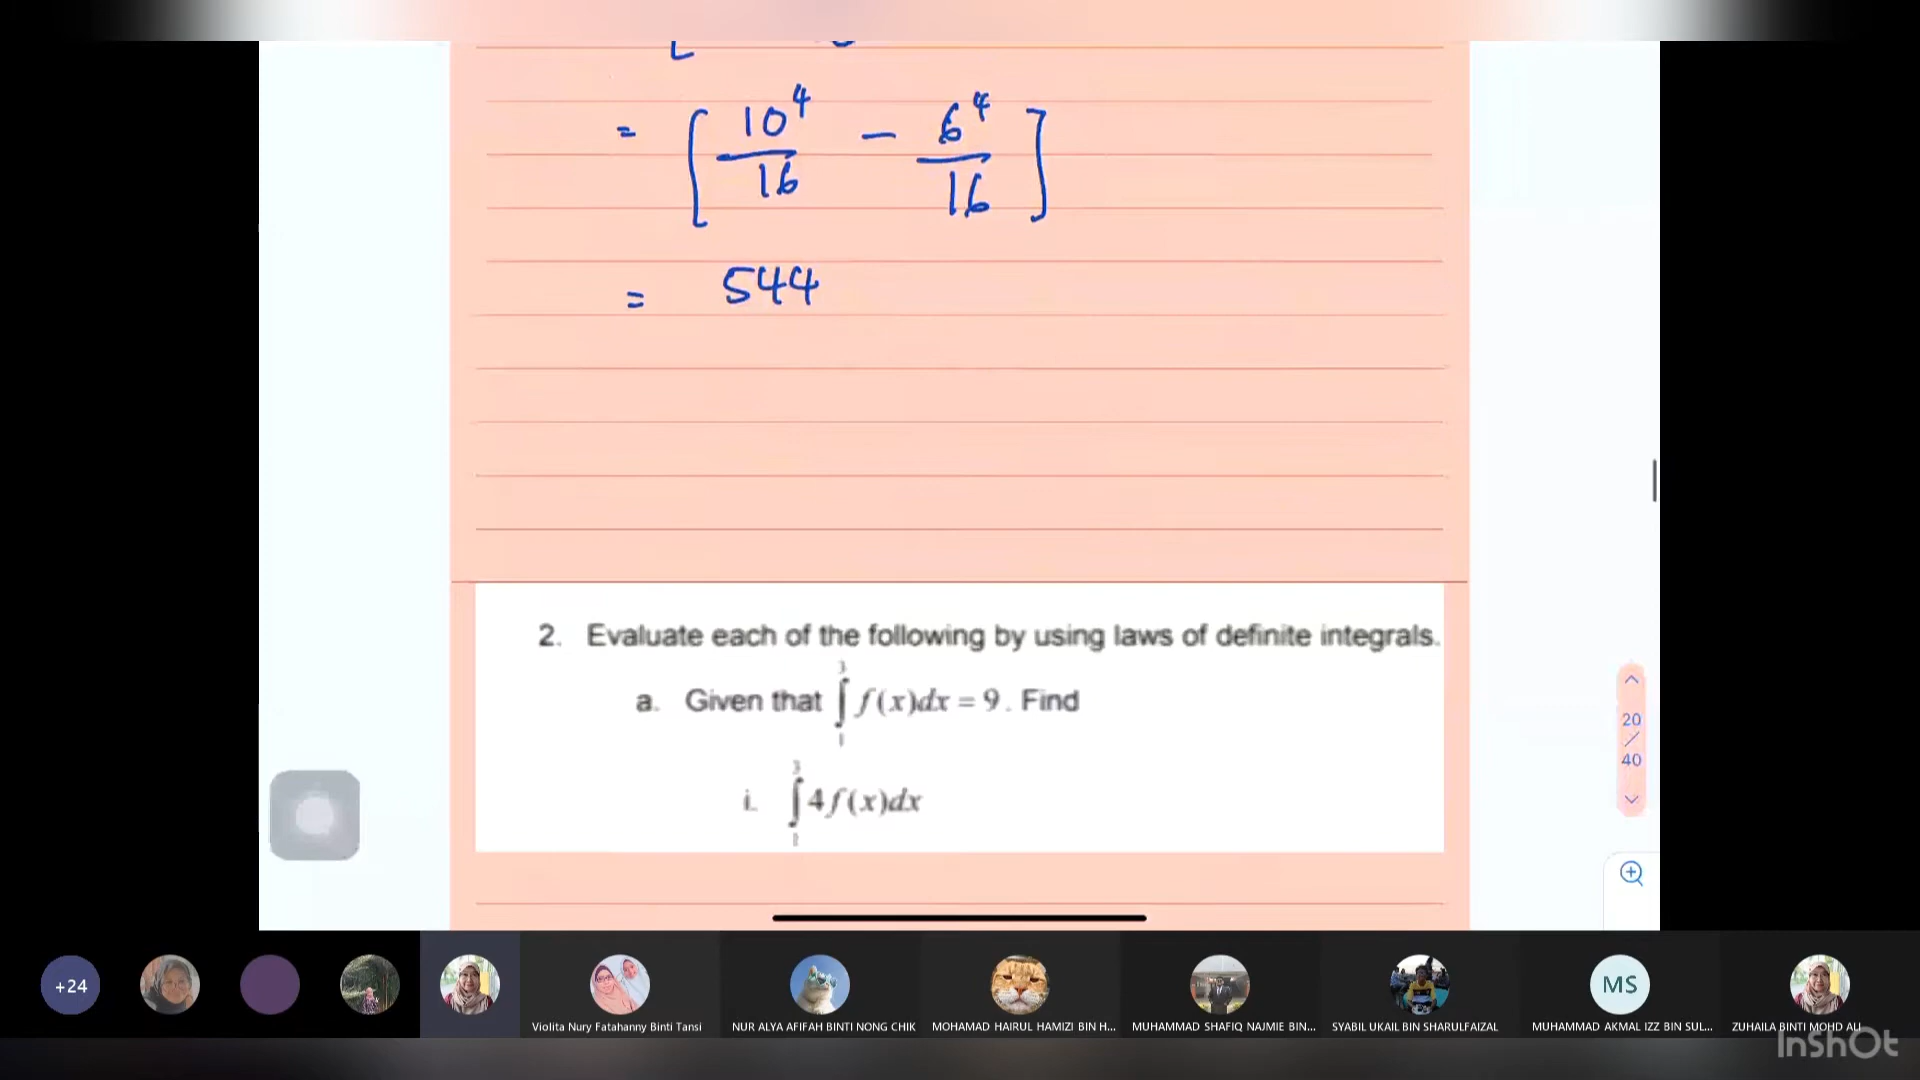 = [ 10⁴/16 - 6⁴/16 ]
= 544
2. Evaluate each of the following by using laws of definite integrals.
a. Given that ∫₁³ f(x)dx = 9. Find
i. ∫₁³ 4f(x)dx
20
/
40
+24
MS
Violita Nury Fatahanny Binti Tansi
NUR ALYA AFIFAH BINTI NONG CHIK
MOHAMAD HAIRUL HAMIZI BIN H...
MUHAMMAD SHAFIQ NAJMIE BIN...
SYABIL UKAIL BIN SHARULFAIZAL
MUHAMMAD AKMAL IZZ BIN SUL...
ZUHAILA BINTI MOHD ALI
InShOt